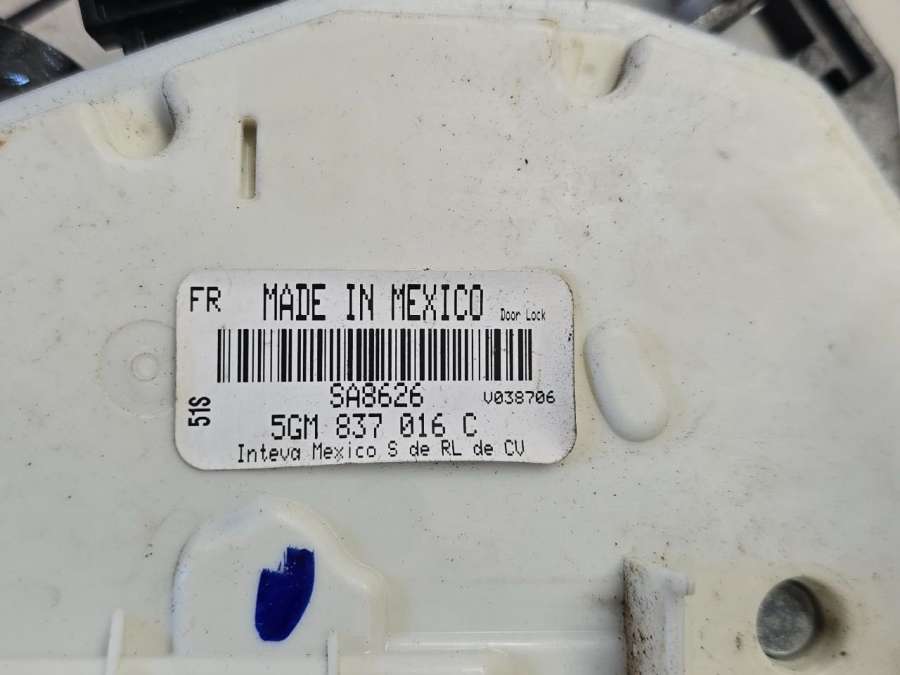 FR MADE IN MEXICO Door Lock
SA8626 V038706
51S
5GM 837 016 C
Inteva Mexico S de RL de CV